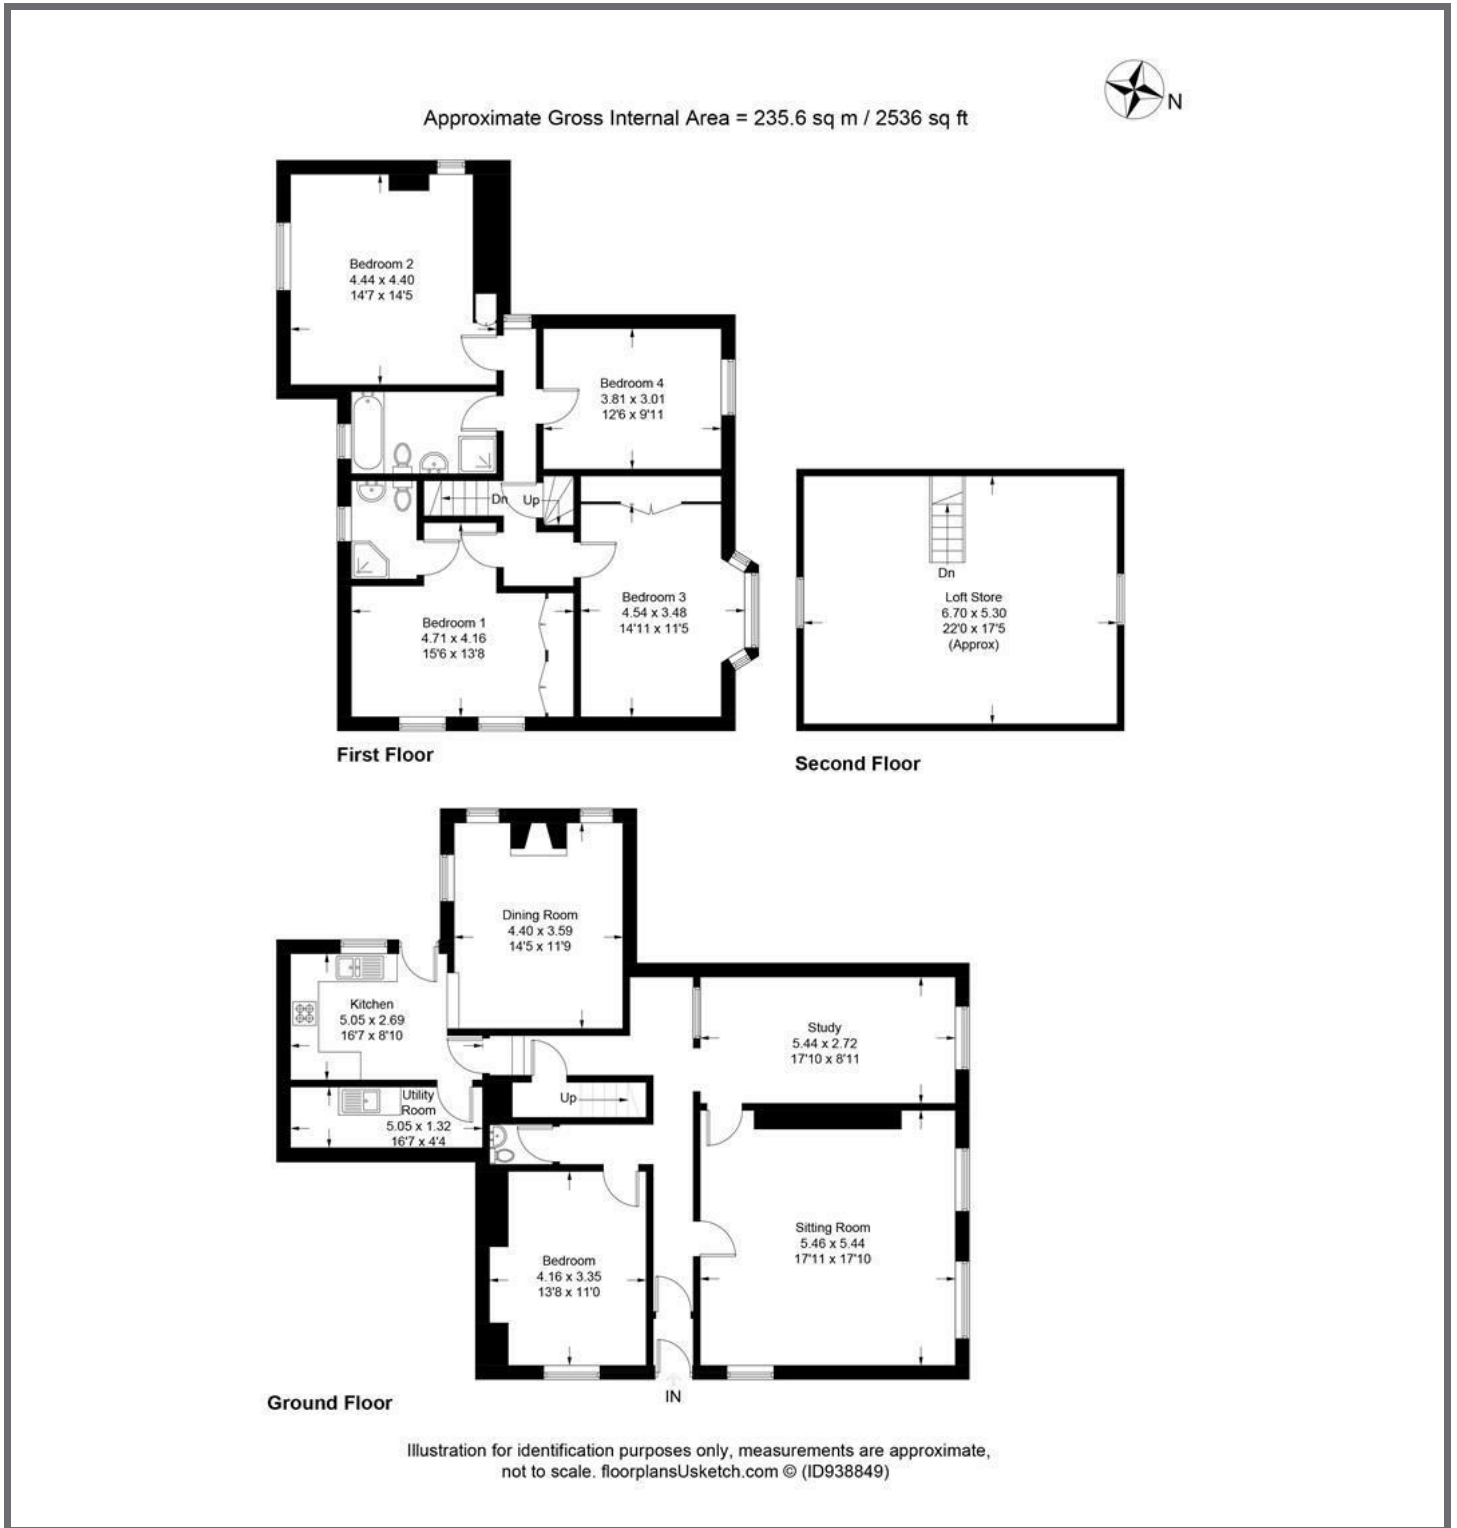 N
Approximate Gross Internal Area = 235.6 sq m / 2536 sq ft
Bedroom 2
4.44 x 4.40
14'7 x 14'5
Bedroom 4
3.81 x 3.01
12'6 x 9'11
Dn
Up
Bedroom 1
4.71 x 4.16
15'6 x 13'8
Bedroom 3
4.54 x 3.48
14'11 x 11'5
First Floor
Dn
Loft Store
6.70 x 5.30
22'0 x 17'5
(Approx)
Second Floor
Dining Room
4.40 x 3.59
14'5 x 11'9
Kitchen
5.05 x 2.69
16'7 x 8'10
Study
5.44 x 2.72
17'10 x 8'11
Utility
Room
5.05 x 1.32
16'7 x 4'4
Up
Sitting Room
5.46 x 5.44
17'11 x 17'10
Bedroom
4.16 x 3.35
13'8 x 11'0
IN
Ground Floor
Illustration for identification purposes only, measurements are approximate,
not to scale. floorplansUsketch.com © (ID938849)